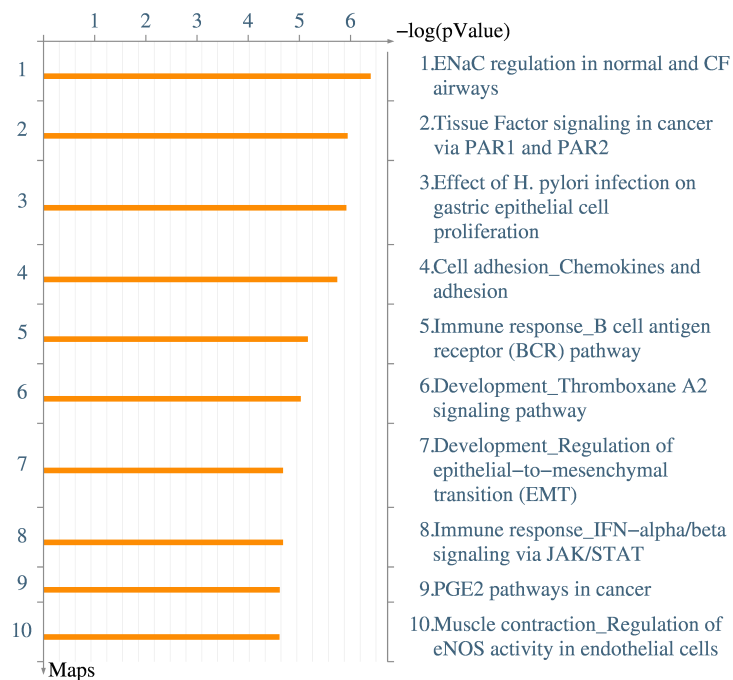 1 2 3 4 5 6
−log(pValue)
1
1.ENaC regulation in normal and CF
airways
2
2.Tissue Factor signaling in cancer
via PAR1 and PAR2
3
3.Effect of H. pylori infection on
gastric epithelial cell
proliferation
4
4.Cell adhesion_Chemokines and
adhesion
5
5.Immune response_B cell antigen
receptor (BCR) pathway
6
6.Development_Thromboxane A2
signaling pathway
7
7.Development_Regulation of
epithelial−to−mesenchymal
transition (EMT)
8
8.Immune response_IFN−alpha/beta
signaling via JAK/STAT
9
9.PGE2 pathways in cancer
10
10.Muscle contraction_Regulation of
eNOS activity in endothelial cells
Maps